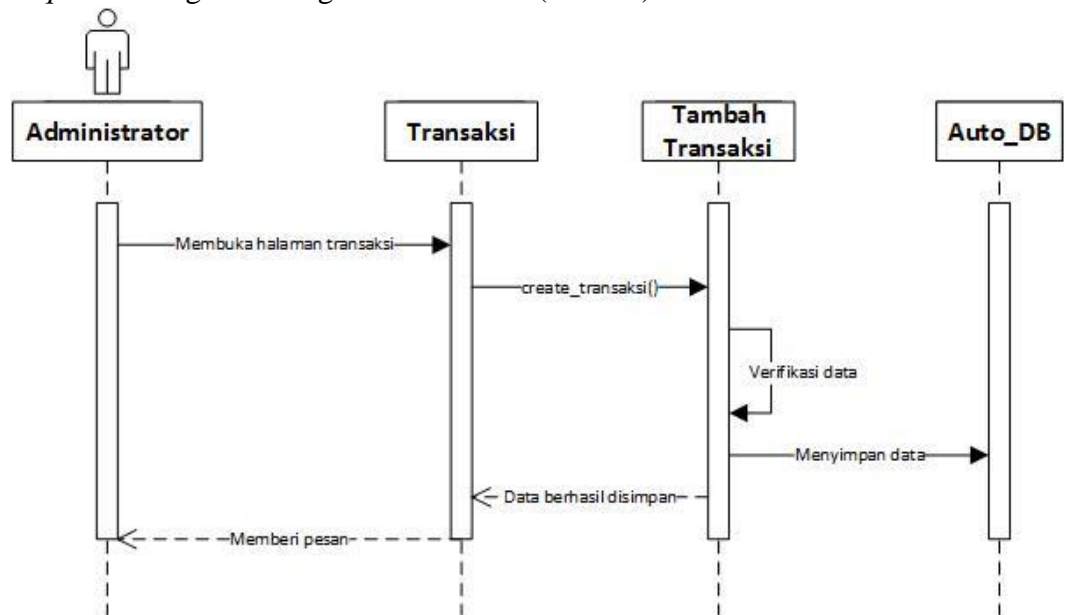 Administrator
Transaksi
Tambah
Transaksi
Auto_DB
Membuka halaman transaksi
create_transaksi()
Verifikasi data
Menyimpan data
Data berhasil disimpan
Memberi pesan